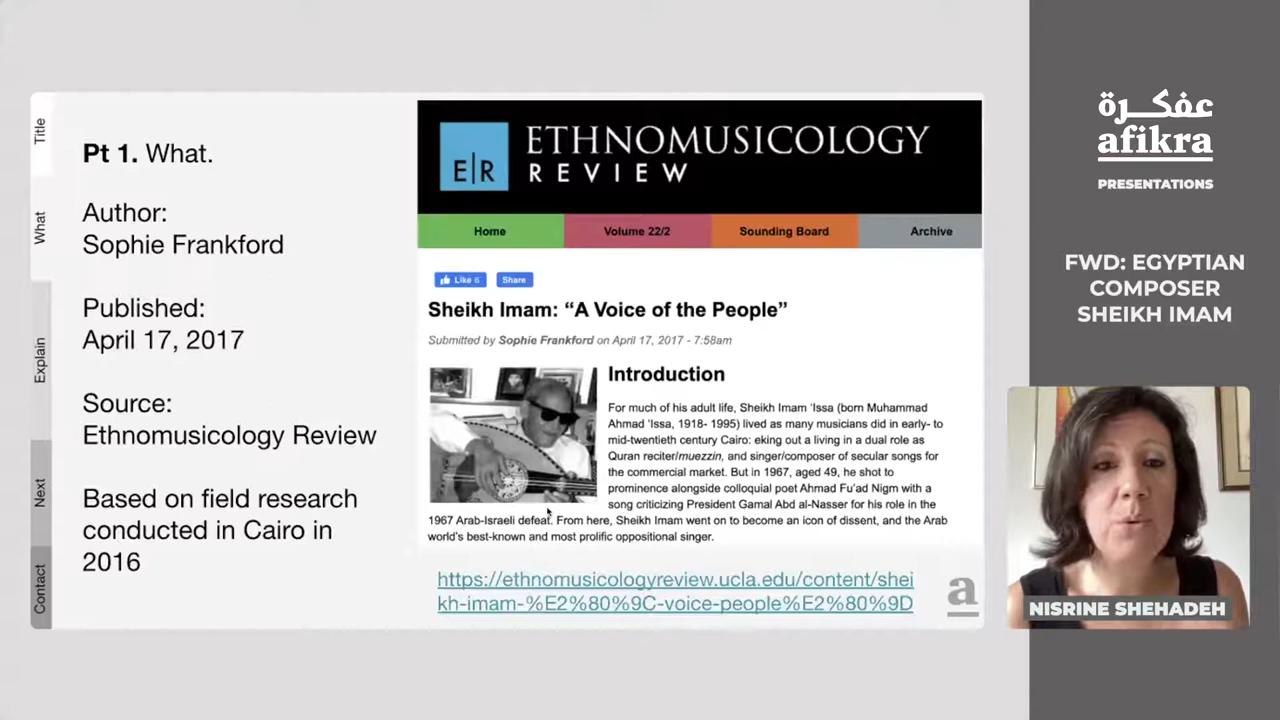 Title
What
Explain
Next
Contact
Pt 1. What.
Author:
Sophie Frankford
Published:
April 17, 2017
Source:
Ethnomusicology Review
Based on field research
conducted in Cairo in
2016
E|R
ETHNOMUSICOLOGY
REVIEW
Home
Volume 22/2
Sounding Board
Archive
Like 6
Share
Sheikh Imam: “A Voice of the People”
Submitted by Sophie Frankford on April 17, 2017 - 7:58am
Introduction
For much of his adult life, Sheikh Imam ‘Issa (born Muhammad
Ahmad ‘Issa, 1918- 1995) lived as many musicians did in early- to
mid-twentieth century Cairo: eking out a living in a dual role as
Quran reciter/muezzin, and singer/composer of secular songs for
the commercial market. But in 1967, aged 49, he shot to
prominence alongside colloquial poet Ahmad Fu’ad Nigm with a
song criticizing President Gamal Abd al-Nasser for his role in the
1967 Arab-Israeli defeat. From here, Sheikh Imam went on to become an icon of dissent, and the Arab
world’s best-known and most prolific oppositional singer.
https://ethnomusicologyreview.ucla.edu/content/shei
kh-imam-%E2%80%9C-voice-people%E2%80%9D
a
عفكرة
afikra
PRESENTATIONS
FWD: EGYPTIAN
COMPOSER
SHEIKH IMAM
NISRINE SHEHADEH